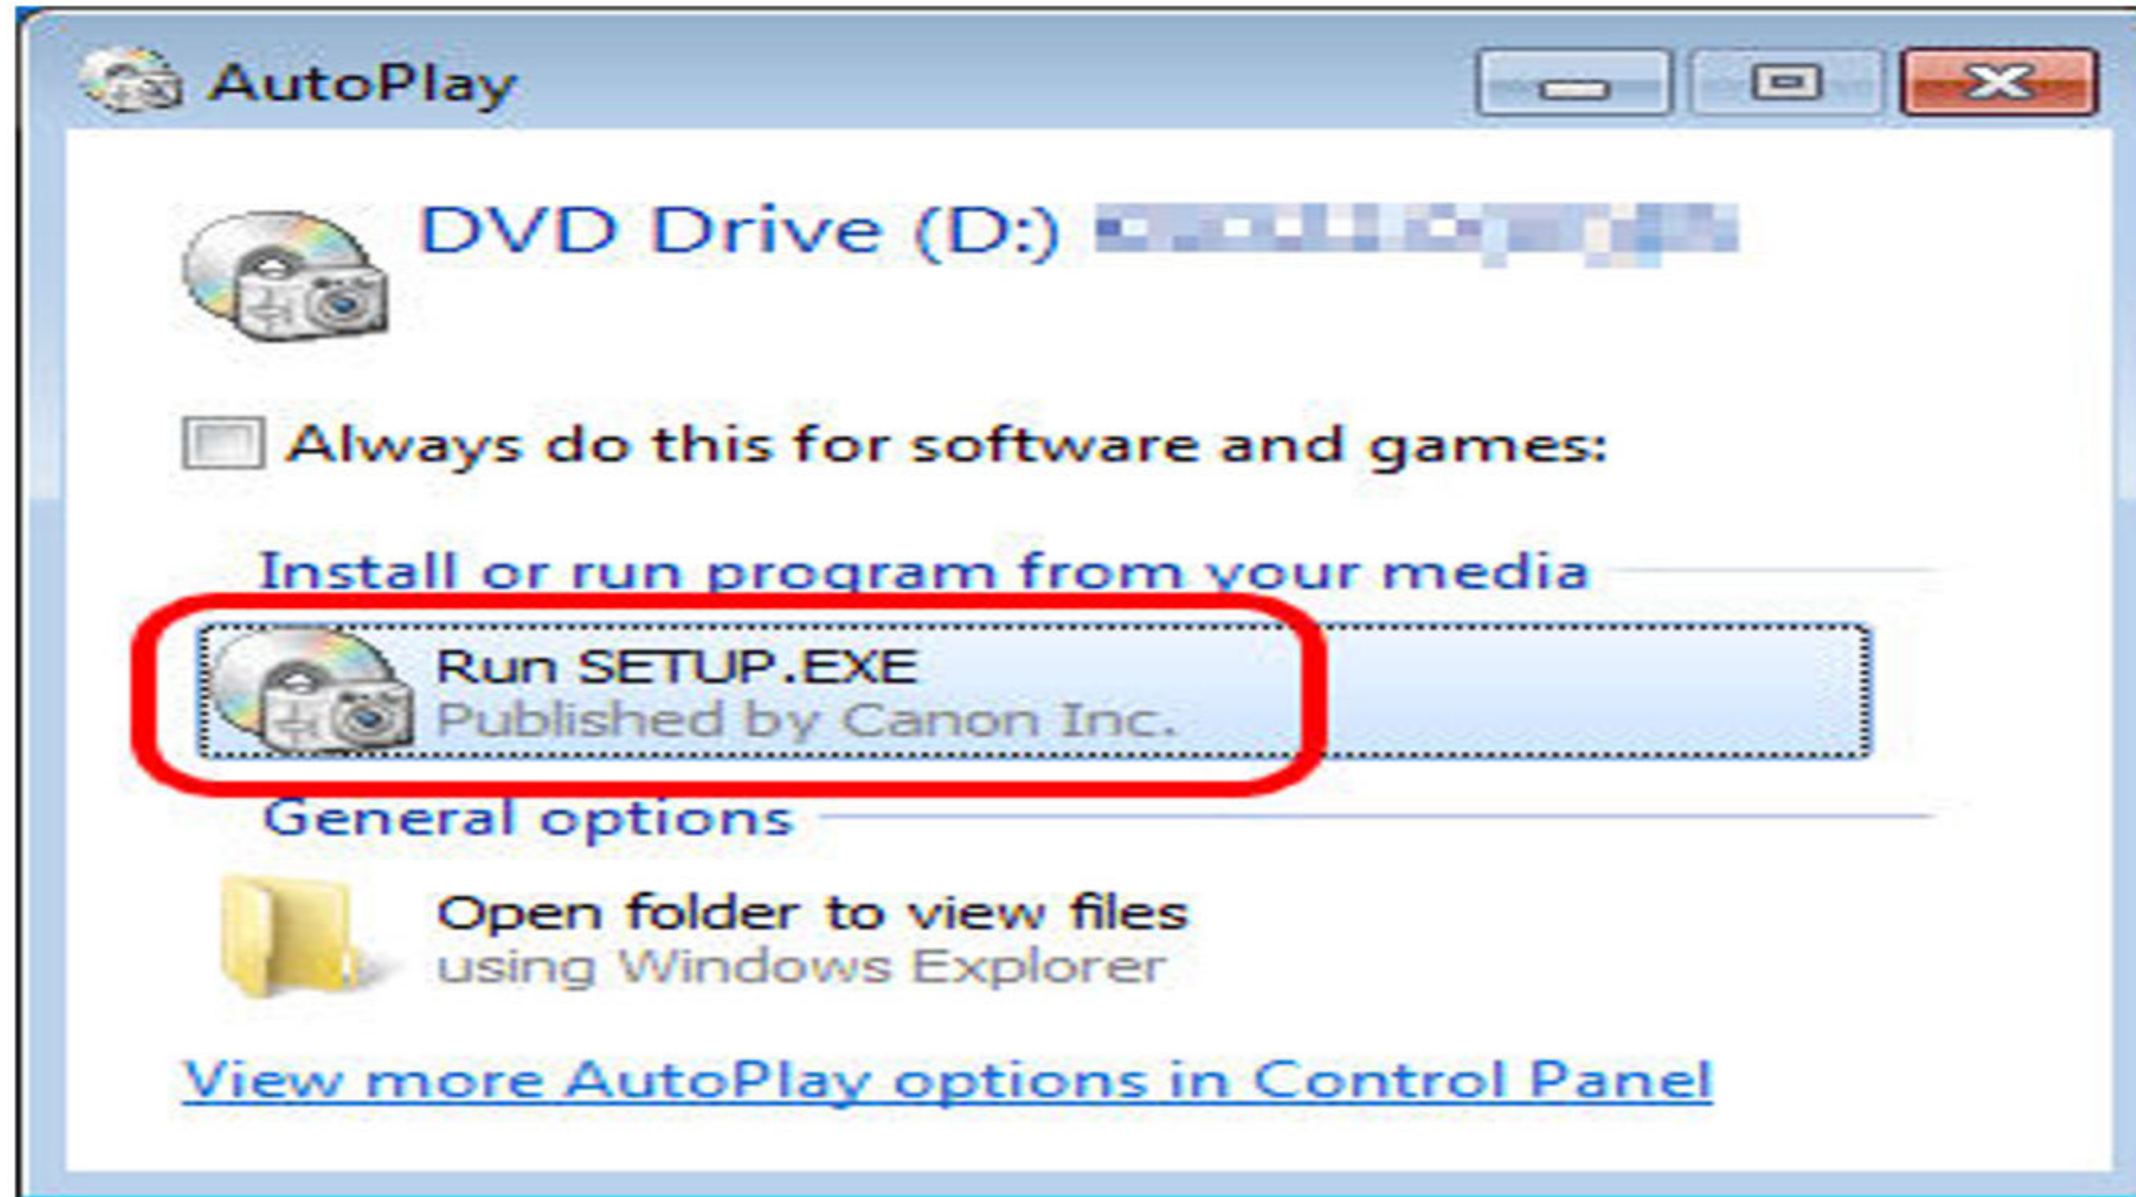 AutoPlay
DVD Drive (D:)
Always do this for software and games:
Install or run program from your media
Run SETUP.EXE
Published by Canon Inc.
General options
Open folder to view files
using Windows Explorer
View more AutoPlay options in Control Panel